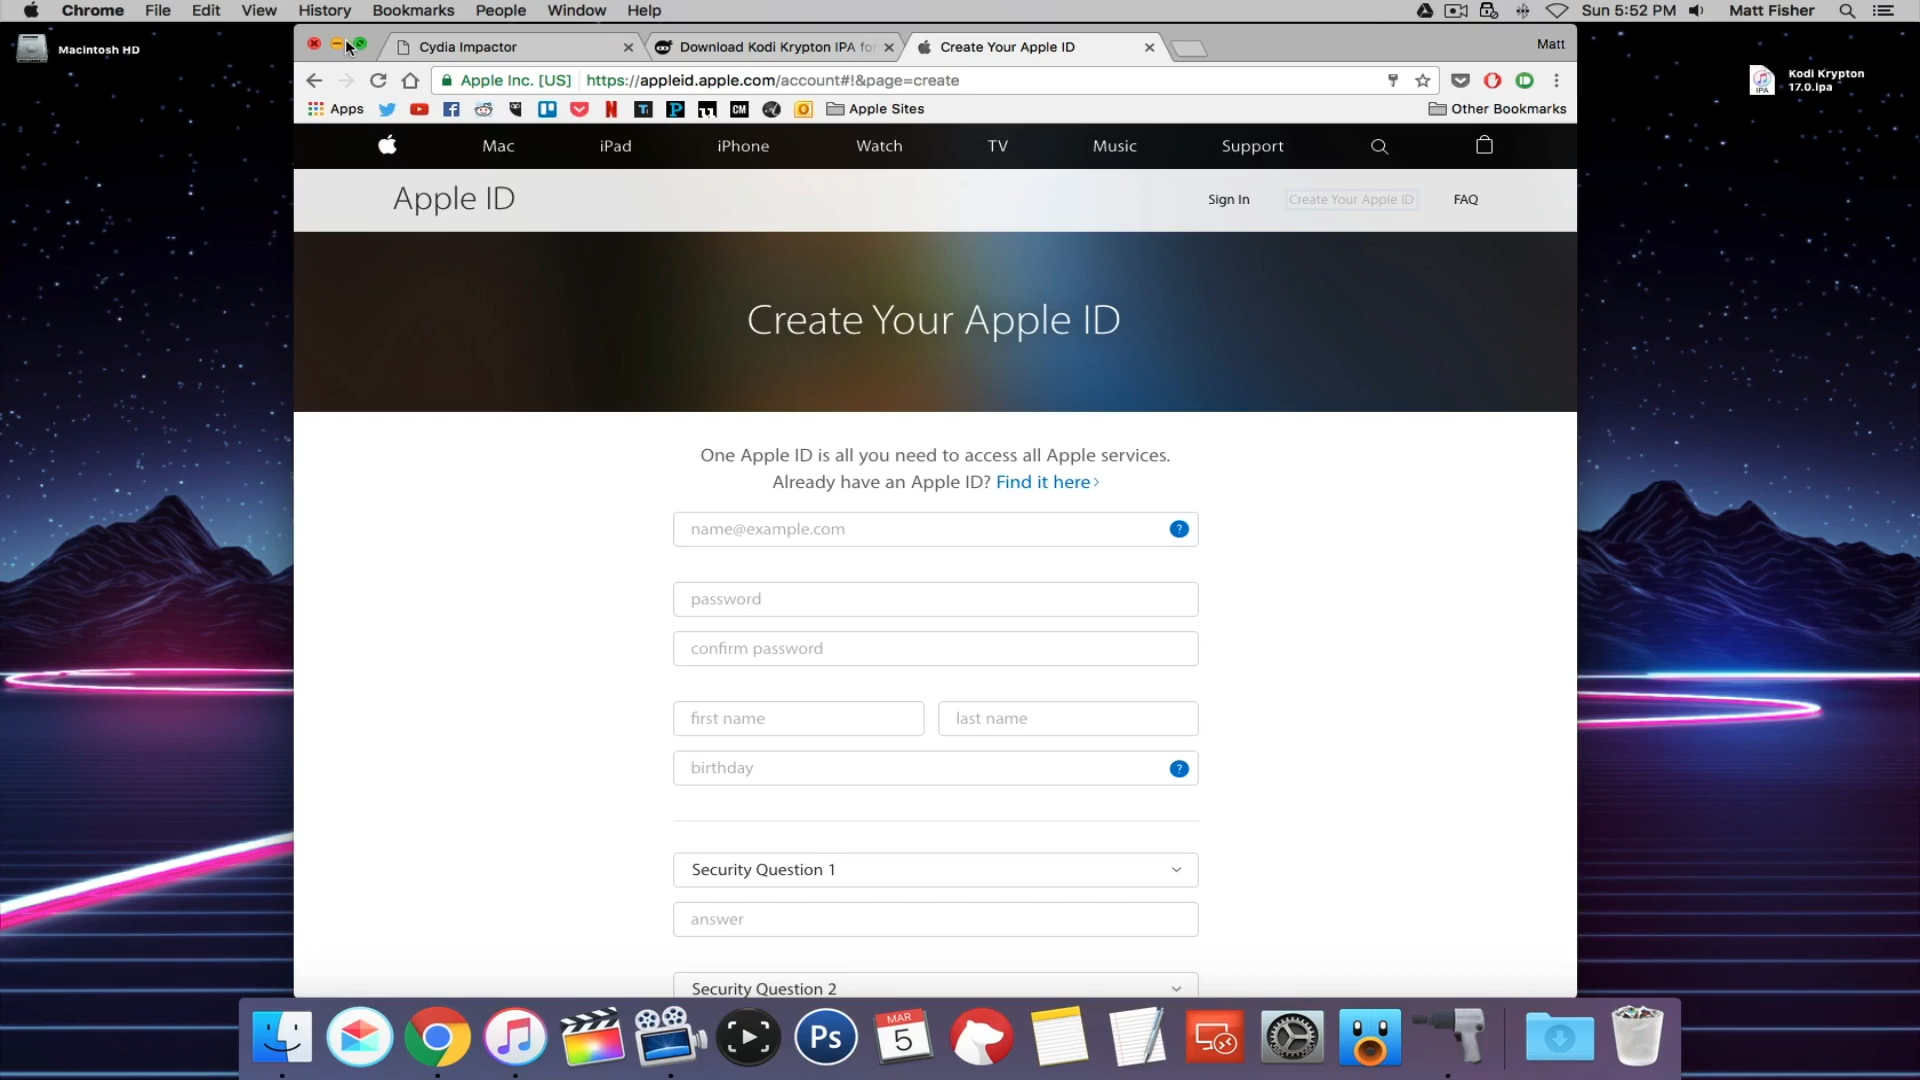 Chrome File Edit View History Bookmarks People Window Help Sun 5:52 PM Matt Fisher
Macintosh HD
Cydia Impactor
Download Kodi Krypton IPA for
Create Your Apple ID
Matt
Apple Inc. [US] https://appleid.apple.com/account#!&page=create
Apps
Apple Sites
Other Bookmarks
Kodi Krypton
17.0.ipa
IPA
Mac iPad iPhone Watch TV Music Support
Apple ID
Sign In Create Your Apple ID FAQ
Create Your Apple ID
One Apple ID is all you need to access all Apple services.
Already have an Apple ID? Find it here
name@example.com
?
password
confirm password
first name last name
birthday
?
Security Question 1
answer
Security Question 2
Ps
MAR
5